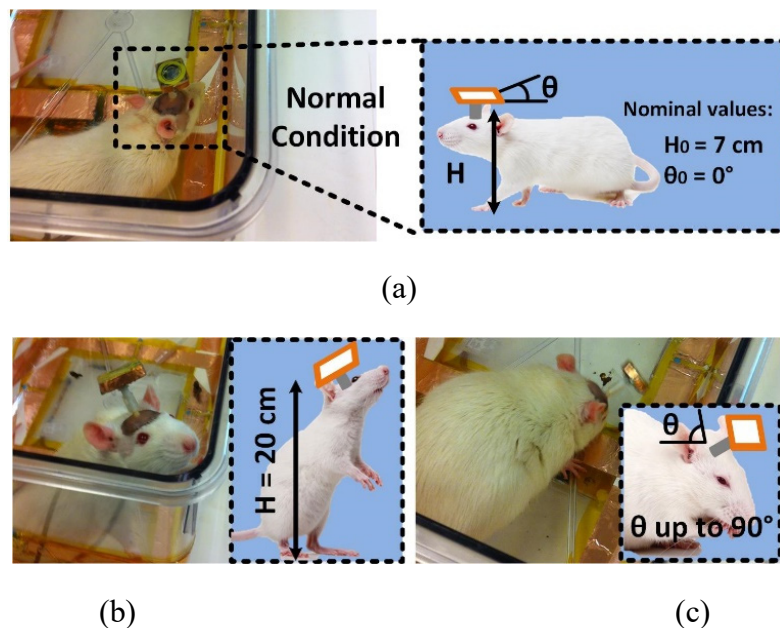 Normal
Condition
θ
Nominal values:
H₀ = 7 cm
θ₀ = 0°
H
(a)
H = 20 cm
θ
θ up to 90°
(b)
(c)